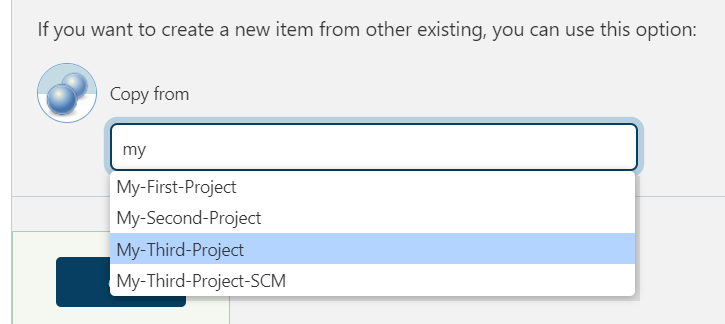 If you want to create a new item from other existing, you can use this option:
Copy from
my
My-First-Project
My-Second-Project
My-Third-Project
My-Third-Project-SCM